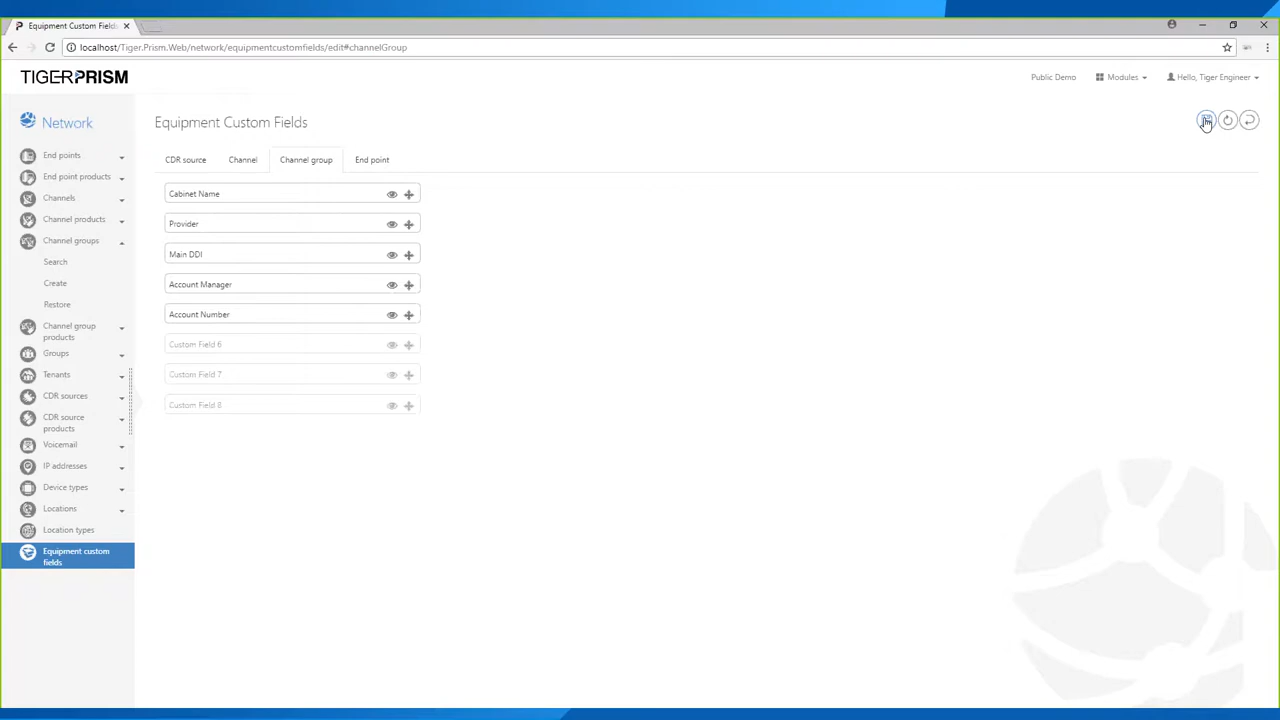 Equipment Custom Fields
localhost/Tiger.Prism.Web/network/equipmentcustomfields/edit#channelGroup
TIGERPRISM
Public Demo
Modules
Hello, Tiger Engineer
Network
End points
End point products
Channels
Channel products
Channel groups
Search
Create
Restore
Channel group
products
Groups
Tenants
CDR sources
CDR source
products
Voicemail
IP addresses
Device types
Locations
Location types
Equipment custom
fields
Equipment Custom Fields
CDR source
Channel
Channel group
End point
Cabinet Name
Provider
Main DDI
Account Manager
Account Number
Custom Field 6
Custom Field 7
Custom Field 8